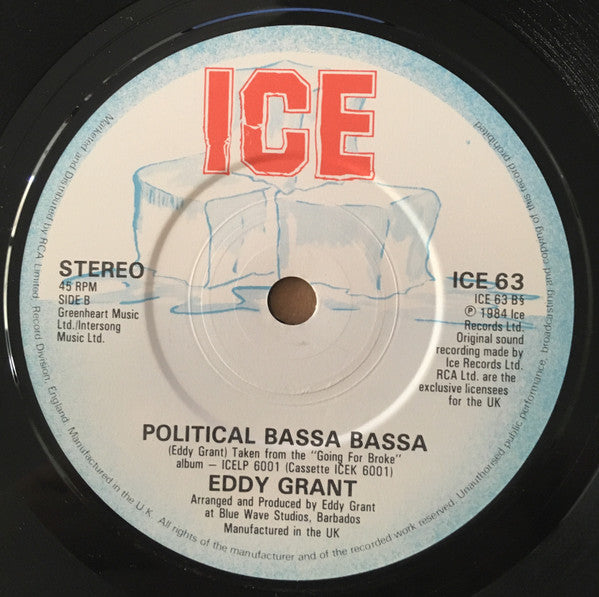 ICE
STEREO
45 RPM
SIDE B
Greenheart Music
Ltd./Intersong
Music Ltd.
ICE 63
ICE 63 B§
℗ 1984 Ice
Records Ltd.
Original sound
recording made by
Ice Records Ltd.
RCA Ltd. are the
exclusive licensees
for the UK
POLITICAL BASSA BASSA
(Eddy Grant) Taken from the "Going For Broke"
album – ICELP 6001 (Cassette ICEK 6001)
EDDY GRANT
Arranged and Produced by Eddy Grant
at Blue Wave Studios, Barbados
Manufactured in the UK
Marketed and Distributed by RCA Limited, Record Division, England. Manufactured in the U.K. All rights of the manufacturer and of the recorded work reserved. Unauthorised public performance, broadcasting and copying of this record prohibited.